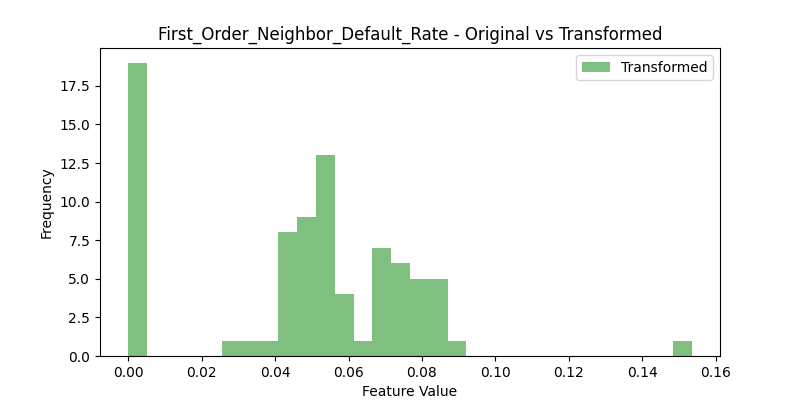 First_Order_Neighbor_Default_Rate - Original vs Transformed
Transformed
17.5
15.0
12.5
10.0
7.5
5.0
2.5
0.0
Frequency
0.00 0.02 0.04 0.06 0.08 0.10 0.12 0.14 0.16
Feature Value